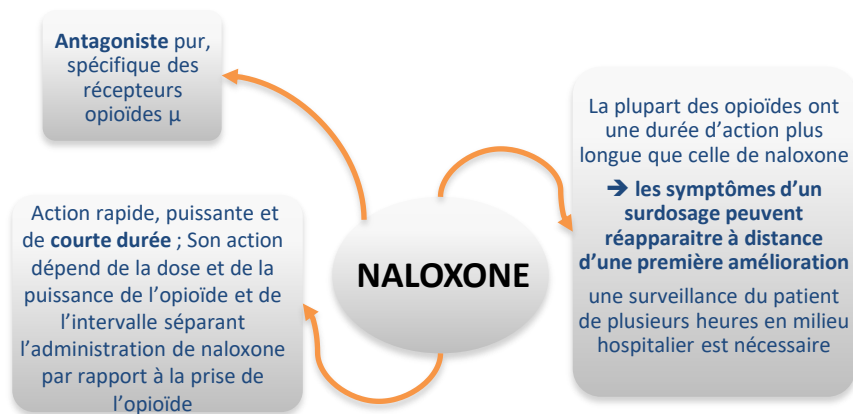 Antagoniste pur,
spécifique des
récepteurs
opioïdes µ
La plupart des opioïdes ont
une durée d’action plus
longue que celle de naloxone
➔ les symptômes d’un
surdosage peuvent
réapparaitre à distance
d’une première amélioration
une surveillance du patient
de plusieurs heures en milieu
hospitalier est nécessaire
Action rapide, puissante et
de courte durée ; Son action
dépend de la dose et de la
puissance de l’opioïde et de
l’intervalle séparant
l’administration de naloxone
par rapport à la prise de
l’opioïde
NALOXONE